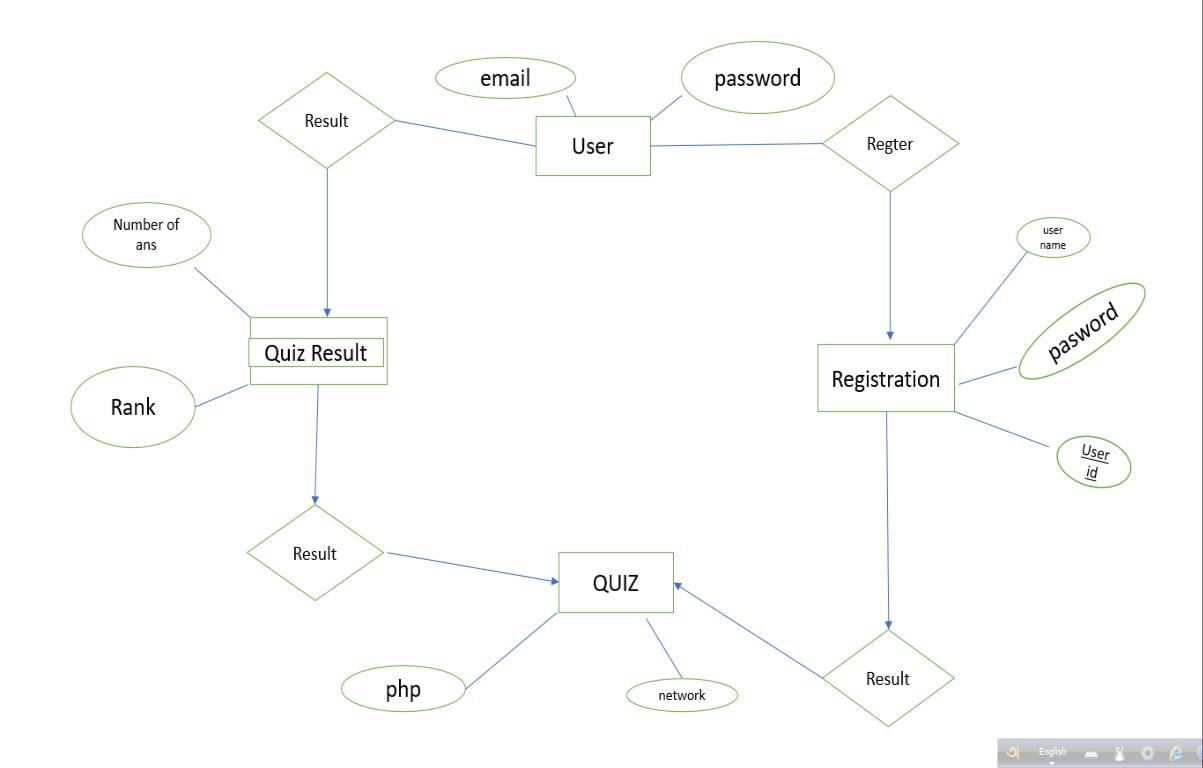 email
password
Result
User
Regter
Number of
ans
user
name
pasword
Quiz Result
Registration
Rank
User
id
Result
QUIZ
Result
php
network
অ
English